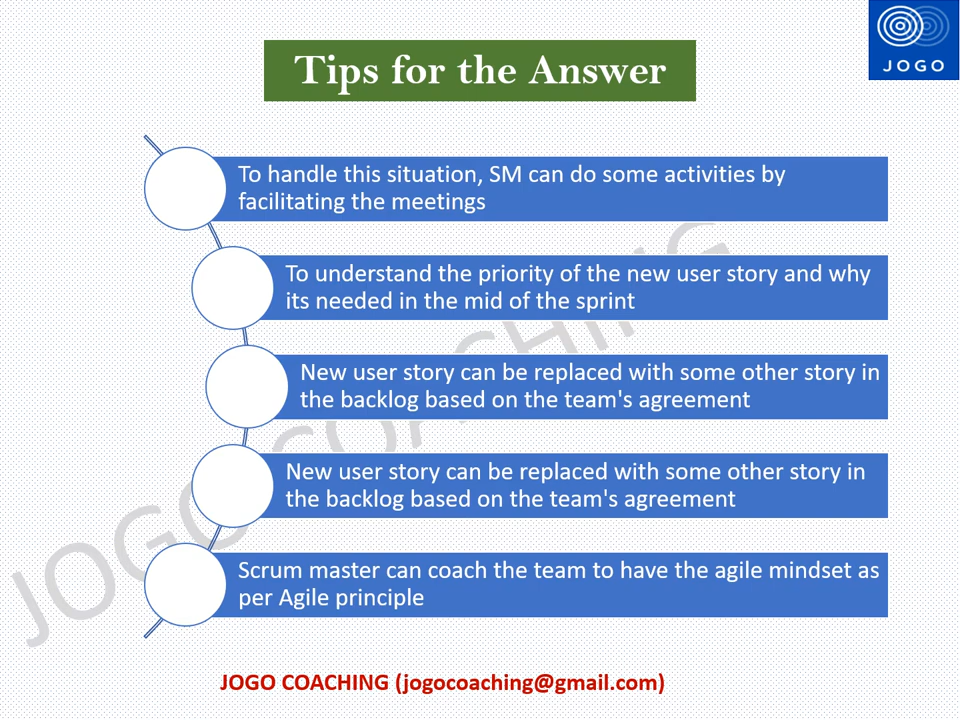 JOGO
Tips for the Answer
To handle this situation, SM can do some activities by
facilitating the meetings
To understand the priority of the new user story and why
its needed in the mid of the sprint
New user story can be replaced with some other story in
the backlog based on the team's agreement
New user story can be replaced with some other story in
the backlog based on the team's agreement
Scrum master can coach the team to have the agile mindset as
per Agile principle
JOGO COACHING
JOGO COACHING (jogocoaching@gmail.com)